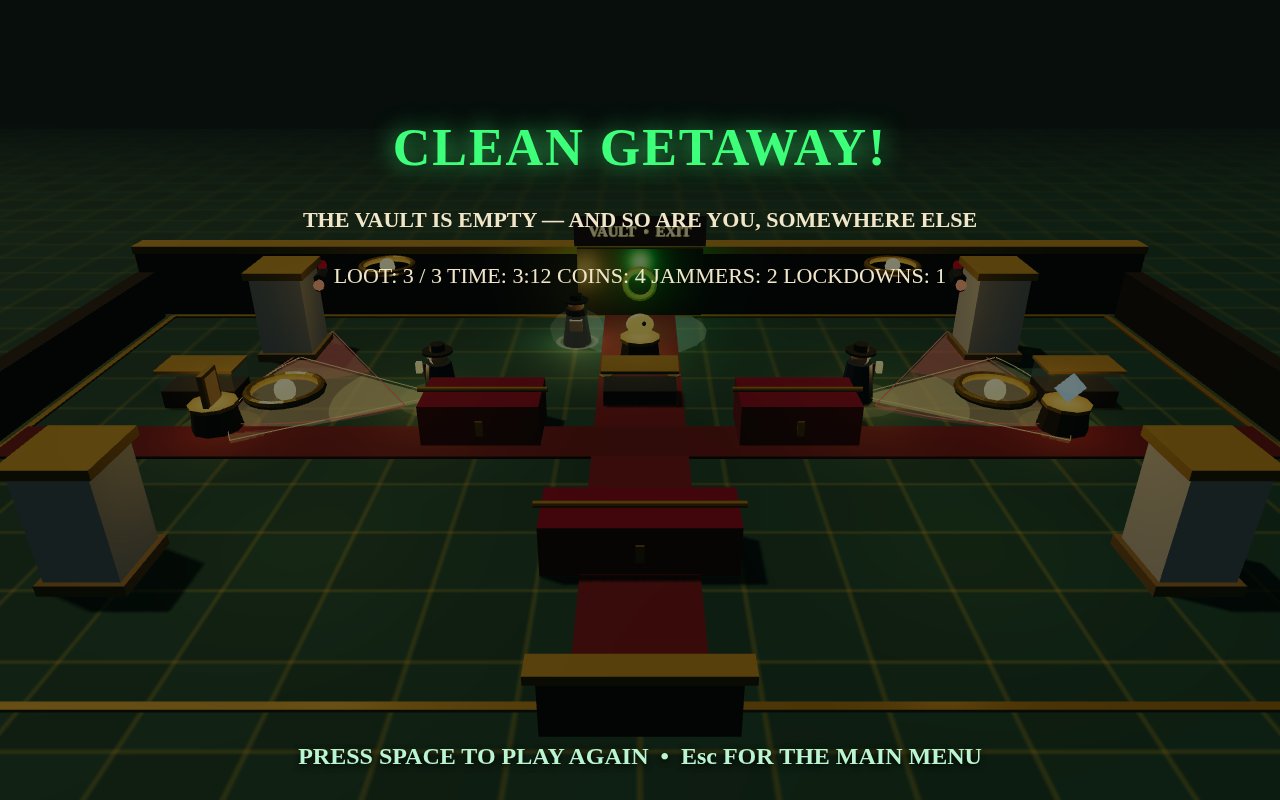 CLEAN GETAWAY!
THE VAULT IS EMPTY — AND SO ARE YOU, SOMEWHERE ELSE
VAULT • EXIT
LOOT: 3 / 3 TIME: 3:12 COINS: 4 JAMMERS: 2 LOCKDOWNS: 1
PRESS SPACE TO PLAY AGAIN • Esc FOR THE MAIN MENU